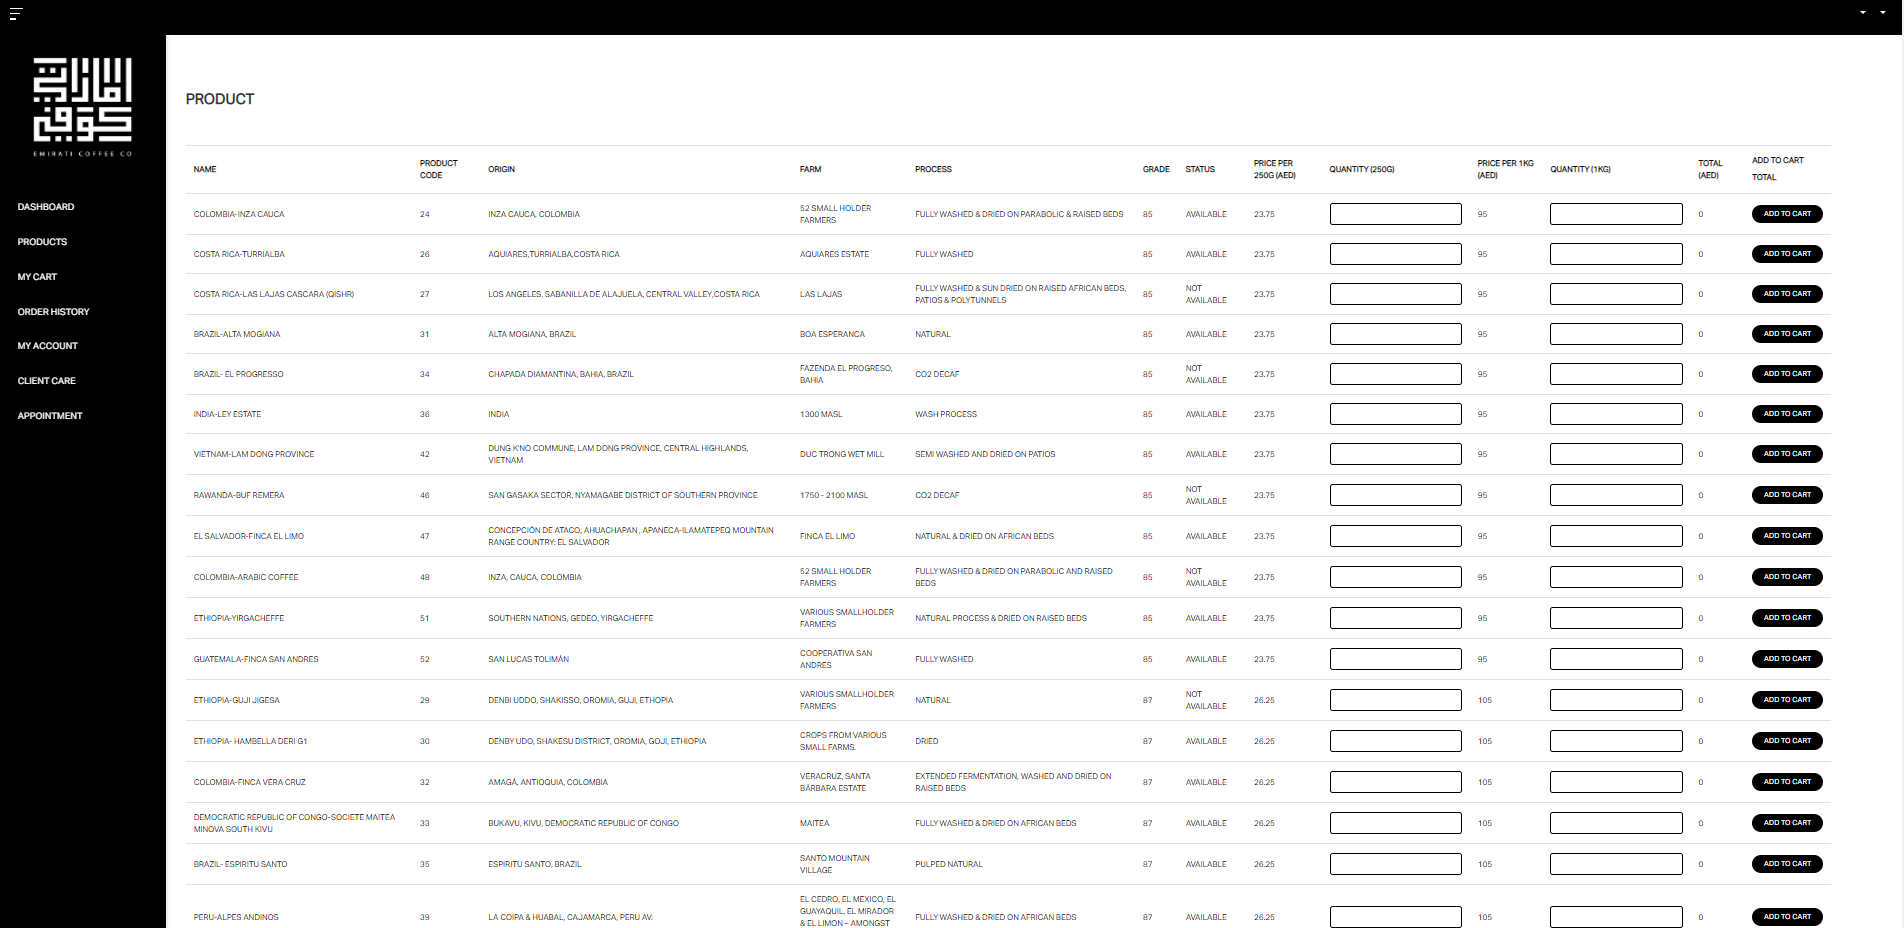 الإماراتي
كوفي
EMIRATI COFFEE CO
DASHBOARD
PRODUCTS
MY CART
ORDER HISTORY
MY ACCOUNT
CLIENT CARE
APPOINTMENT
PRODUCT
NAME PRODUCT CODE ORIGIN FARM PROCESS GRADE STATUS PRICE PER 250G (AED) QUANTITY (250G) PRICE PER 1KG (AED) QUANTITY (1KG) TOTAL (AED) ADD TO CART TOTAL
COLOMBIA-INZA CAUCA 24 INZA CAUCA, COLOMBIA 52 SMALL HOLDER FARMERS FULLY WASHED & DRIED ON PARABOLIC & RAISED BEDS 85 AVAILABLE 23.75 95 0 ADD TO CART
COSTA RICA-TURRIALBA 26 AQUIARES,TURRIALBA,COSTA RICA AQUIARES ESTATE FULLY WASHED 85 AVAILABLE 23.75 95 0 ADD TO CART
COSTA RICA-LAS LAJAS CASCARA (QISHR) 27 LOS ANGELES, SABANILLA DE ALAJUELA, CENTRAL VALLEY,COSTA RICA LAS LAJAS FULLY WASHED & SUN DRIED ON RAISED AFRICAN BEDS, PATIOS & POLYTUNNELS 85 NOT AVAILABLE 23.75 95 0 ADD TO CART
BRAZIL-ALTA MOGIANA 31 ALTA MOGIANA, BRAZIL BOA ESPERANCA NATURAL 85 AVAILABLE 23.75 95 0 ADD TO CART
BRAZIL- EL PROGRESSO 34 CHAPADA DIAMANTINA, BAHIA, BRAZIL FAZENDA EL PROGRESO, BAHIA CO2 DECAF 85 NOT AVAILABLE 23.75 95 0 ADD TO CART
INDIA-LEY ESTATE 36 INDIA 1300 MASL WASH PROCESS 85 AVAILABLE 23.75 95 0 ADD TO CART
VIETNAM-LAM DONG PROVINCE 42 DUNG K'NO COMMUNE, LAM DONG PROVINCE, CENTRAL HIGHLANDS, VIETNAM DUC TRONG WET MILL SEMI WASHED AND DRIED ON PATIOS 85 AVAILABLE 23.75 95 0 ADD TO CART
RAWANDA-BUF REMERA 46 SAN GASAKA SECTOR, NYAMAGABE DISTRICT OF SOUTHERN PROVINCE 1750 - 2100 MASL CO2 DECAF 85 NOT AVAILABLE 23.75 95 0 ADD TO CART
EL SALVADOR-FINCA EL LIMO 47 CONCEPCIÓN DE ATACO, AHUACHAPAN , APANECA-ILAMATEPEQ MOUNTAIN RANGE COUNTRY: EL SALVADOR FINCA EL LIMO NATURAL & DRIED ON AFRICAN BEDS 85 AVAILABLE 23.75 95 0 ADD TO CART
COLOMBIA-ARABIC COFFEE 48 INZA, CAUCA, COLOMBIA 52 SMALL HOLDER FARMERS FULLY WASHED & DRIED ON PARABOLIC AND RAISED BEDS 85 NOT AVAILABLE 23.75 95 0 ADD TO CART
ETHIOPIA-YIRGACHEFFE 51 SOUTHERN NATIONS, GEDEO, YIRGACHEFFE VARIOUS SMALLHOLDER FARMERS NATURAL PROCESS & DRIED ON RAISED BEDS 85 AVAILABLE 23.75 95 0 ADD TO CART
GUATEMALA-FINCA SAN ANDRES 52 SAN LUCAS TOLIMÁN COOPERATIVA SAN ANDRES FULLY WASHED 85 AVAILABLE 23.75 95 0 ADD TO CART
ETHIOPIA-GUJI JIGESA 29 DENBI UDDO, SHAKISSO, OROMIA, GUJI, ETHOPIA VARIOUS SMALLHOLDER FARMERS NATURAL 87 NOT AVAILABLE 26.25 105 0 ADD TO CART
ETHIOPIA- HAMBELLA DERI G1 30 DENBY UDO, SHAKESU DISTRICT, OROMIA, GOJI, ETHIOPIA CROPS FROM VARIOUS SMALL FARMS. DRIED 87 AVAILABLE 26.25 105 0 ADD TO CART
COLOMBIA-FINCA VERA CRUZ 32 AMAGÁ, ANTIOQUIA, COLOMBIA VERACRUZ, SANTA BÁRBARA ESTATE EXTENDED FERMENTATION, WASHED AND DRIED ON RAISED BEDS 87 AVAILABLE 26.25 105 0 ADD TO CART
DEMOCRATIC REPUBLIC OF CONGO-SOCIETE MAITEA MINOVA SOUTH KIVU 33 BUKAVU, KIVU, DEMOCRATIC REPUBLIC OF CONGO MAITEA FULLY WASHED & DRIED ON AFRICAN BEDS 87 AVAILABLE 26.25 105 0 ADD TO CART
BRAZIL- ESPIRITU SANTO 35 ESPIRITU SANTO, BRAZIL SANTO MOUNTAIN VILLAGE PULPED NATURAL 87 AVAILABLE 26.25 105 0 ADD TO CART
PERU-ALPES ANDINOS 39 LA COIPA & HUABAL, CAJAMARCA, PERU AV. EL CEDRO, EL MEXICO, EL GUAYAQUIL, EL MIRADOR & EL LIMON – AMONGST FULLY WASHED & DRIED ON AFRICAN BEDS 87 AVAILABLE 26.25 105 0 ADD TO CART